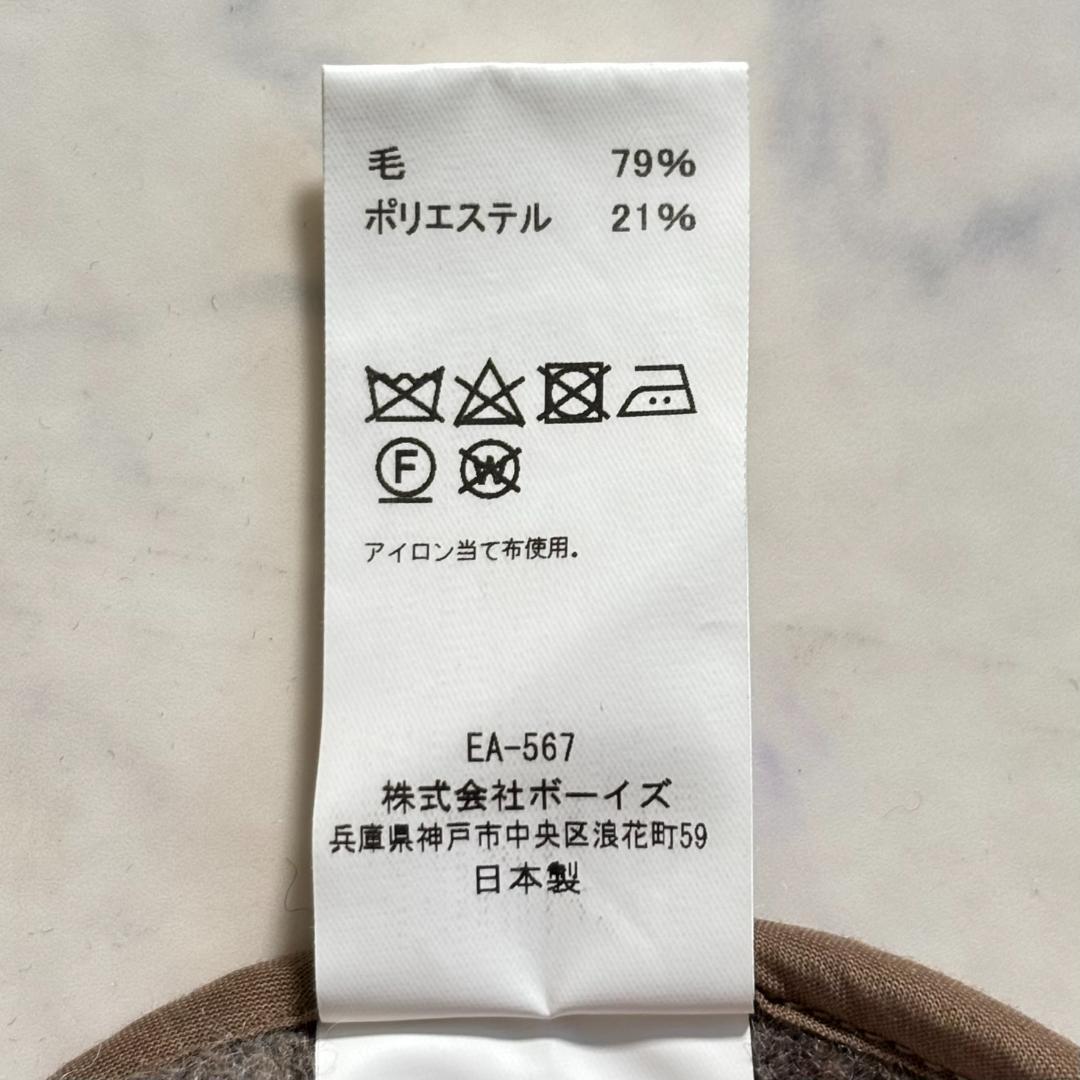 毛 79%
ポリエステル 21%
F W
アイロン当て布使用。
EA-567
株式会社ボーイズ
兵庫県神戸市中央区浪花町59
日本製